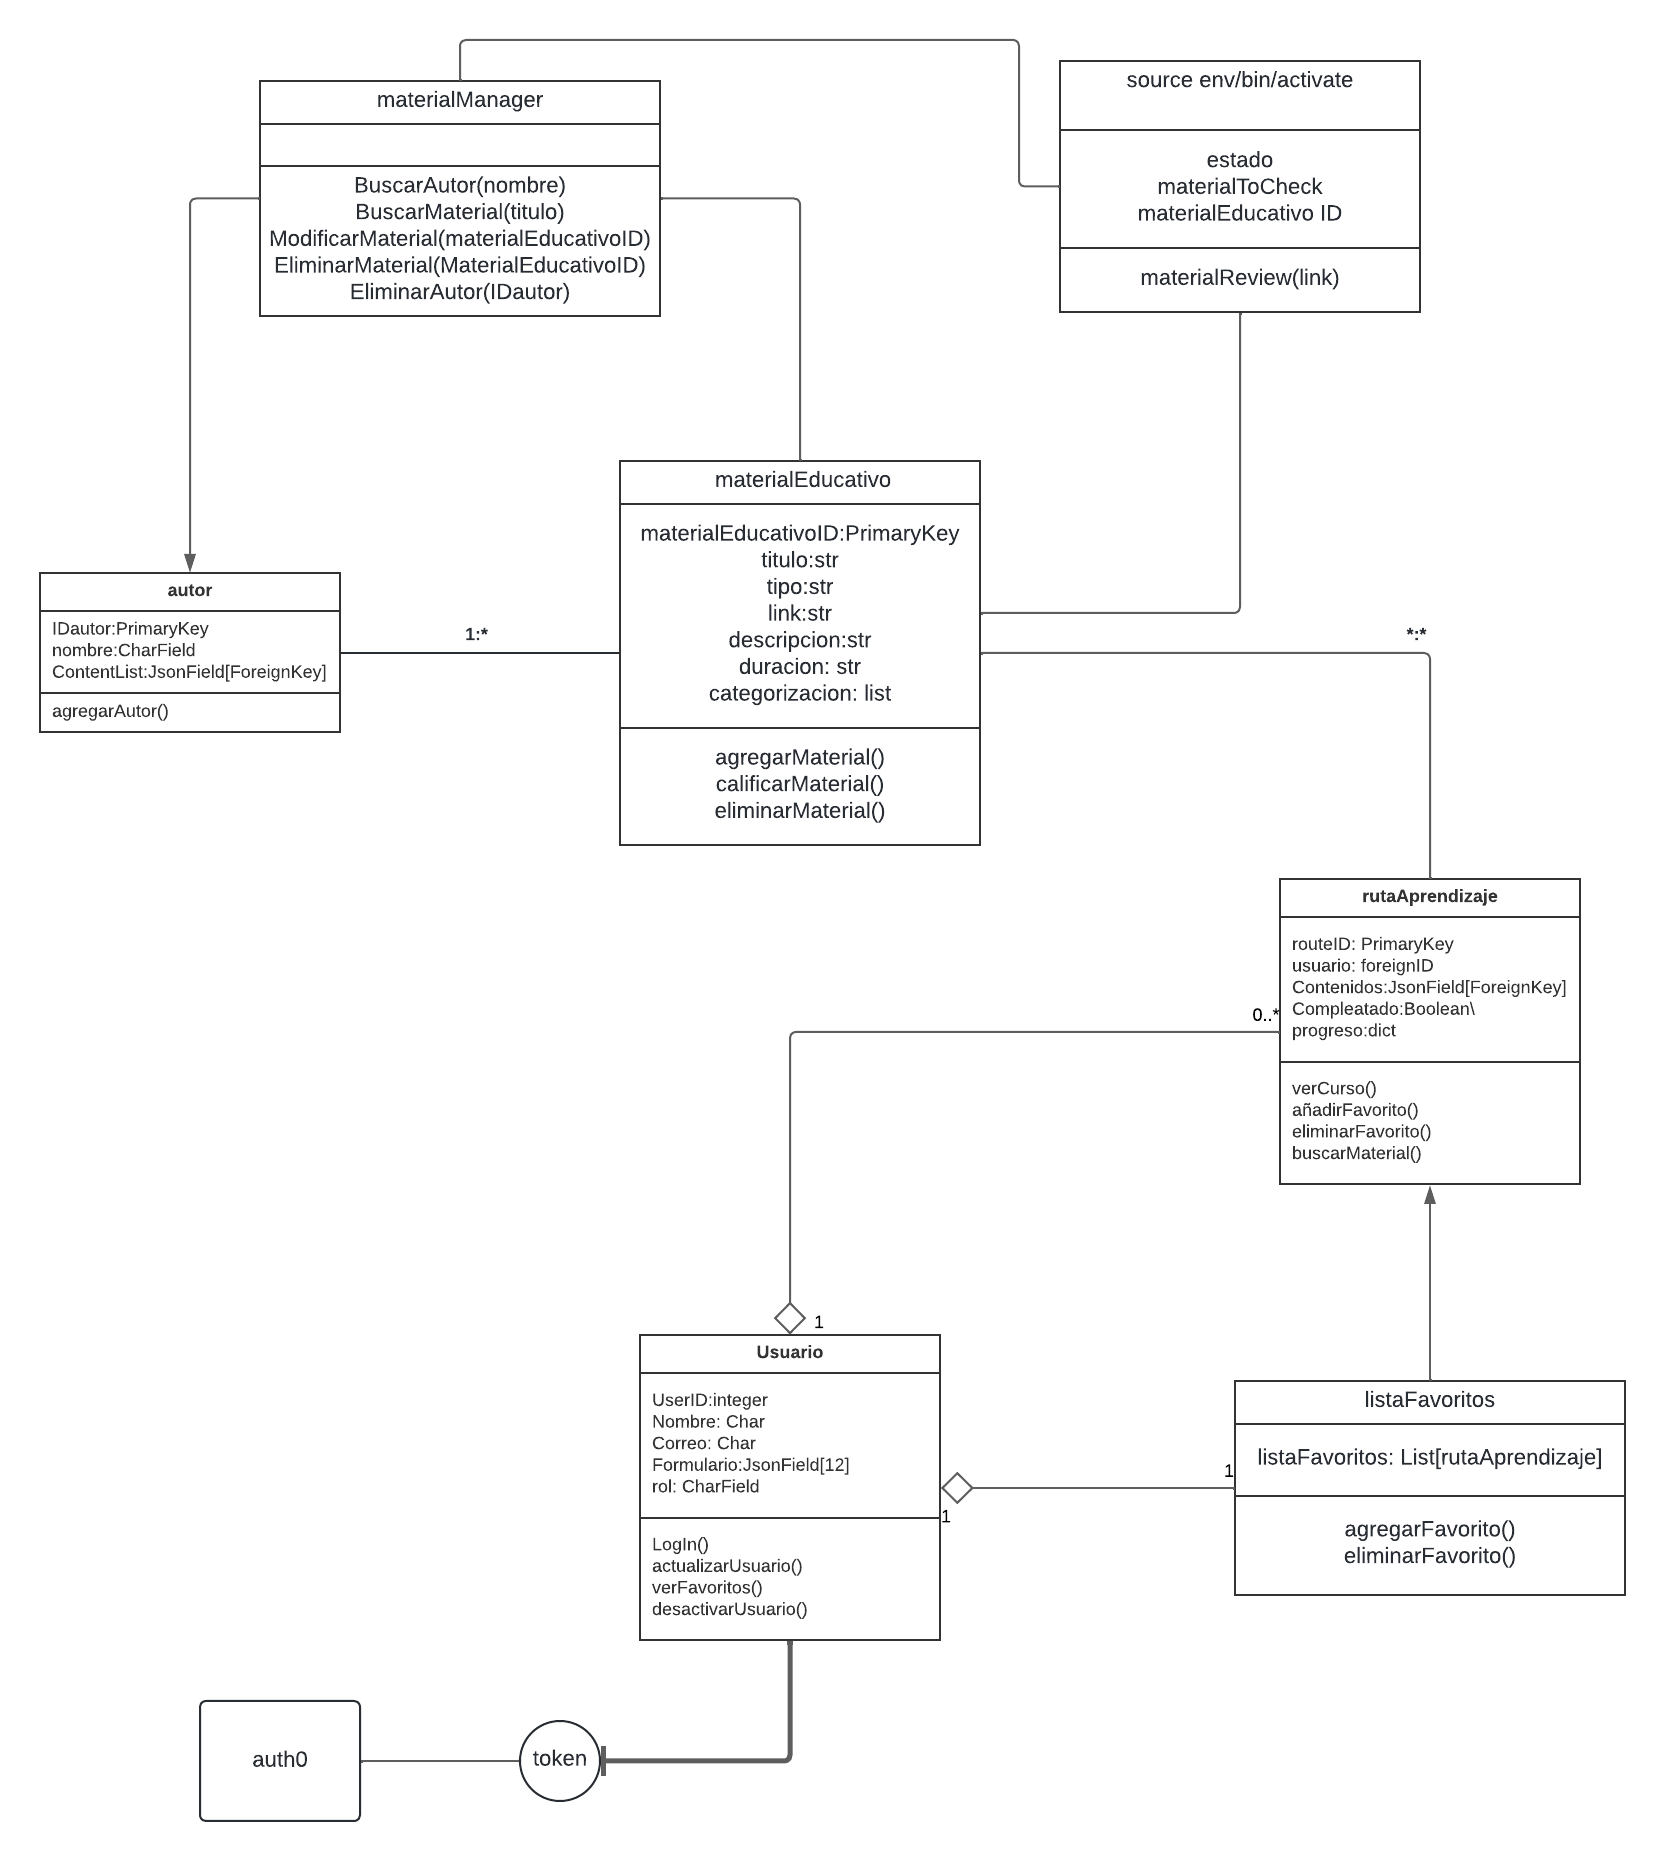 materialManager
BuscarAutor(nombre)
BuscarMaterial(titulo)
ModificarMaterial(materialEducativoID)
EliminarMaterial(MaterialEducativoID)
EliminarAutor(IDautor)
source env/bin/activate
estado
materialToCheck
materialEducativo ID
materialReview(link)
materialEducativo
materialEducativoID:PrimaryKey
titulo:str
tipo:str
link:str
descripcion:str
duracion: str
categorizacion: list
agregarMaterial()
calificarMaterial()
eliminarMaterial()
autor
IDautor:PrimaryKey
nombre:CharField
ContentList:JsonField[ForeignKey]
agregarAutor()
1:*
*:*
rutaAprendizaje
routeID: PrimaryKey
usuario: foreignID
Contenidos:JsonField[ForeignKey]
Compleatado:Boolean\
progreso:dict
verCurso()
añadirFavorito()
eliminarFavorito()
buscarMaterial()
0..*
1
Usuario
UserID:integer
Nombre: Char
Correo: Char
Formulario:JsonField[12]
rol: CharField
LogIn()
actualizarUsuario()
verFavoritos()
desactivarUsuario()
1
1
listaFavoritos
listaFavoritos: List[rutaAprendizaje]
agregarFavorito()
eliminarFavorito()
auth0
token